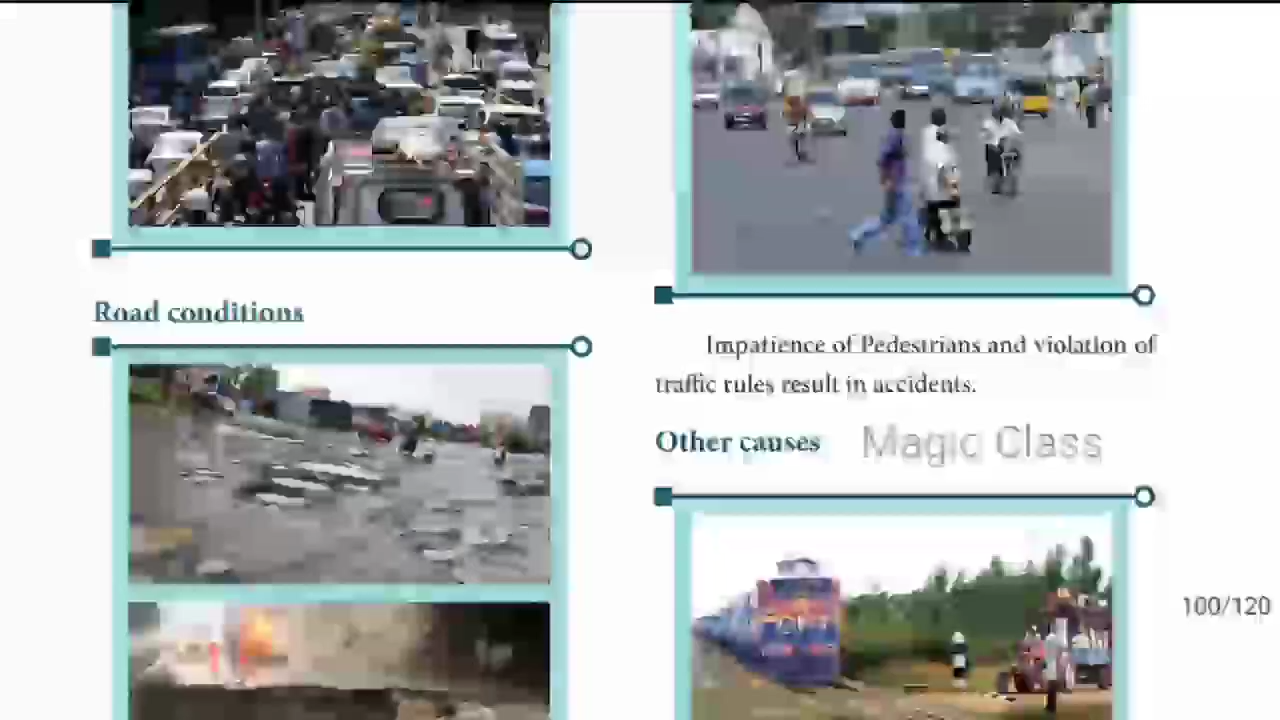 Road conditions
Impatience of Pedestrians and violation of
traffic rules result in accidents.
Other causes
Magic Class
100/120